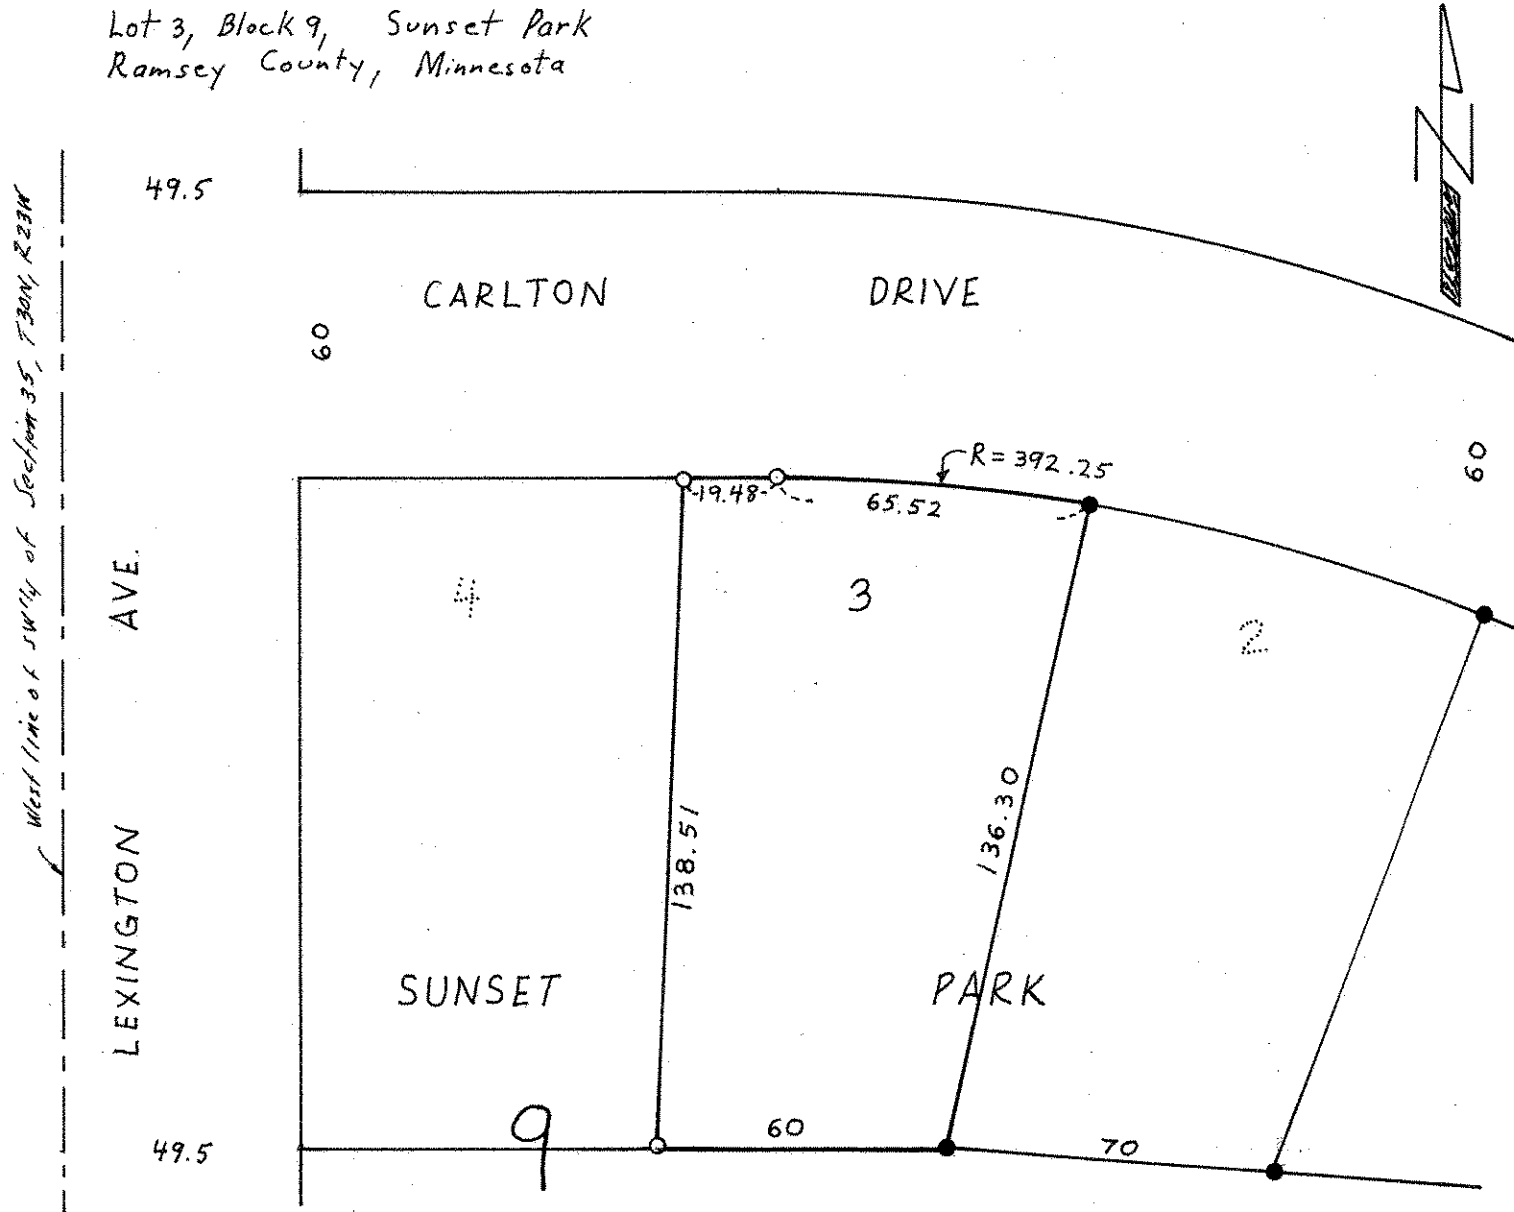 Lot 3, Block 9, Sunset Park
Ramsey County, Minnesota
N
49.5
West line of SW 1/4 of Section 35, T30N, R23W
CARLTON DRIVE
60
60
R = 392.25
19.48
65.52
4
3
2
LEXINGTON AVE.
138.51
136.30
SUNSET PARK
9
60
70
49.5